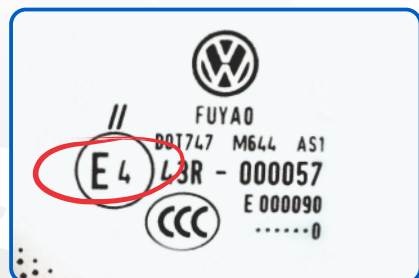 FUYAO
//
DOT747 M644 AS1
E 4 43R - 000057
E 000090
CCC
······0